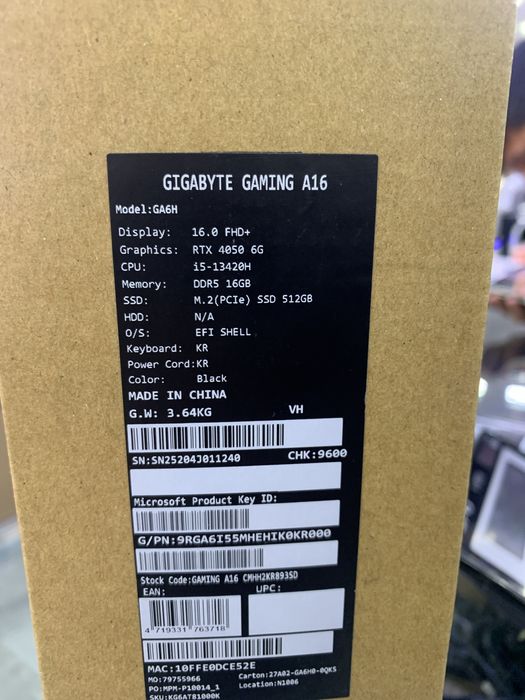 GIGABYTE GAMING A16
Model:GA6H
Display: 16.0 FHD+
Graphics: RTX 4050 6G
CPU: i5-13420H
Memory: DDR5 16GB
SSD: M.2(PCIe) SSD 512GB
HDD: N/A
O/S: EFI SHELL
Keyboard: KR
Power Cord:KR
Color: Black
MADE IN CHINA
G.W: 3.64KG VH
SN:SN25204J011240 CHK:9600
Microsoft Product Key ID:
G/PN:9RGA6I55MHEHIK0KR000
Stock Code:GAMING A16 CMHH2KR893SD
EAN: UPC:
4 719331 763718
MAC:10FFE0DCE52E
MO:79755966 Carton:27A02-GA6H0-0QKS
PO:MPM-P10014_1 Location:N1006
SKU:KG6AT81000K